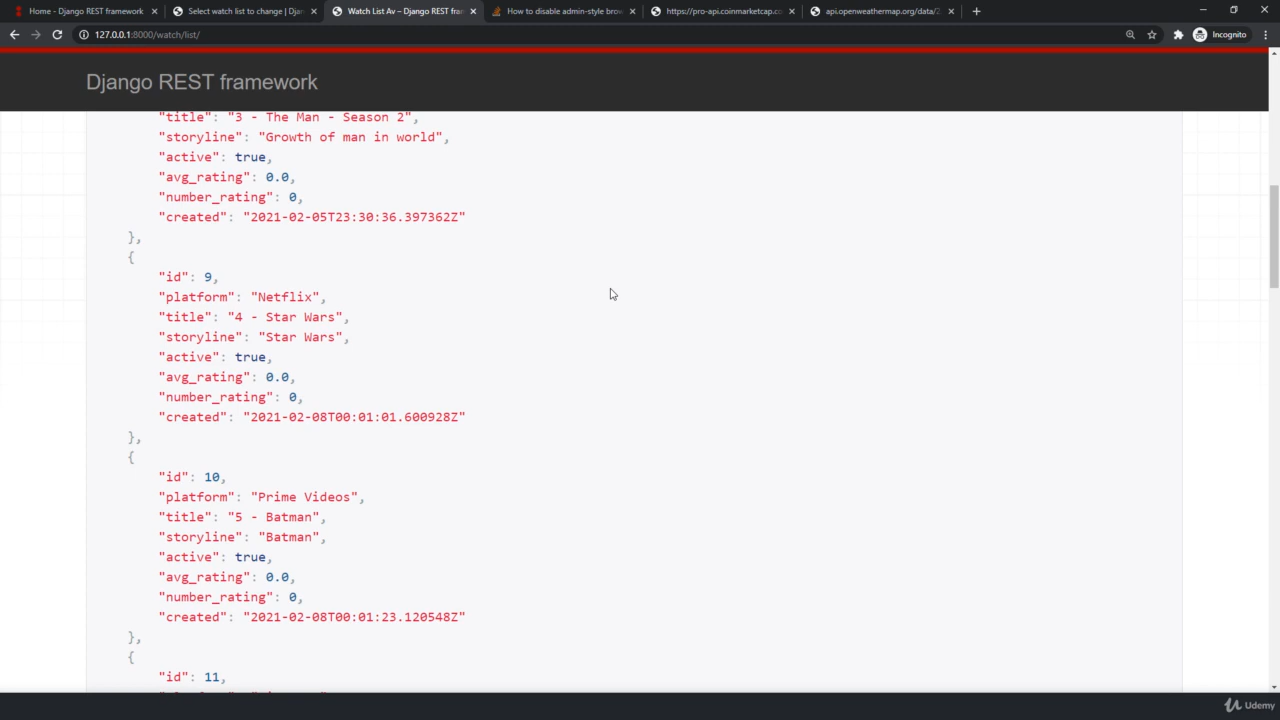 Home - Django REST framework
Select watch list to change | Djan
Watch List Av – Django REST fram
How to disable admin-style brow
https://pro-api.coinmarketcap.co
api.openweathermap.org/data/2
127.0.0.1:8000/watch/list/
Incognito
Django REST framework
"title": "3 - The Man - Season 2",
"storyline": "Growth of man in world",
"active": true,
"avg_rating": 0.0,
"number_rating": 0,
"created": "2021-02-05T23:30:36.397362Z"
},
{
"id": 9,
"platform": "Netflix",
"title": "4 - Star Wars",
"storyline": "Star Wars",
"active": true,
"avg_rating": 0.0,
"number_rating": 0,
"created": "2021-02-08T00:01:01.600928Z"
},
{
"id": 10,
"platform": "Prime Videos",
"title": "5 - Batman",
"storyline": "Batman",
"active": true,
"avg_rating": 0.0,
"number_rating": 0,
"created": "2021-02-08T00:01:23.120548Z"
},
{
"id": 11,
Udemy